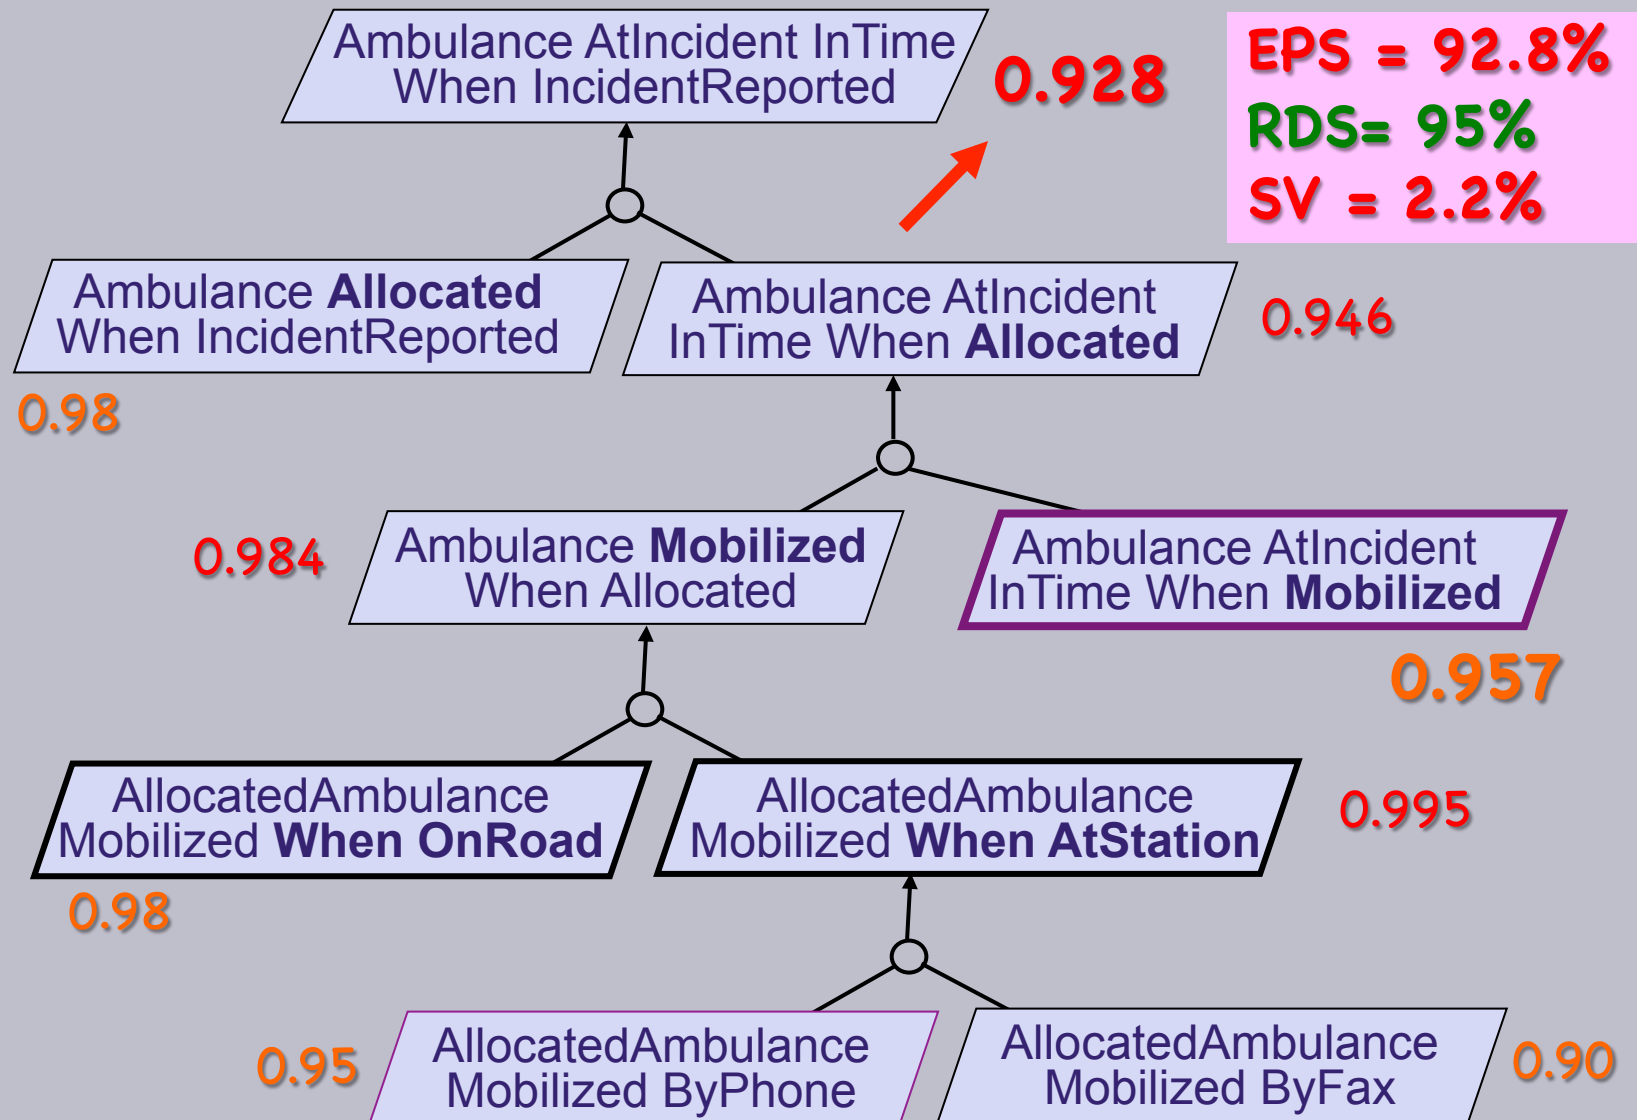 Ambulance AtIncident InTime
When IncidentReported
0.928
EPS = 92.8%
RDS= 95%
SV = 2.2%
Ambulance Allocated
When IncidentReported
0.98
Ambulance AtIncident
InTime When Allocated
0.946
0.984
Ambulance Mobilized
When Allocated
Ambulance AtIncident
InTime When Mobilized
0.957
AllocatedAmbulance
Mobilized When OnRoad
0.98
AllocatedAmbulance
Mobilized When AtStation
0.995
0.95
AllocatedAmbulance
Mobilized ByPhone
AllocatedAmbulance
Mobilized ByFax
0.90